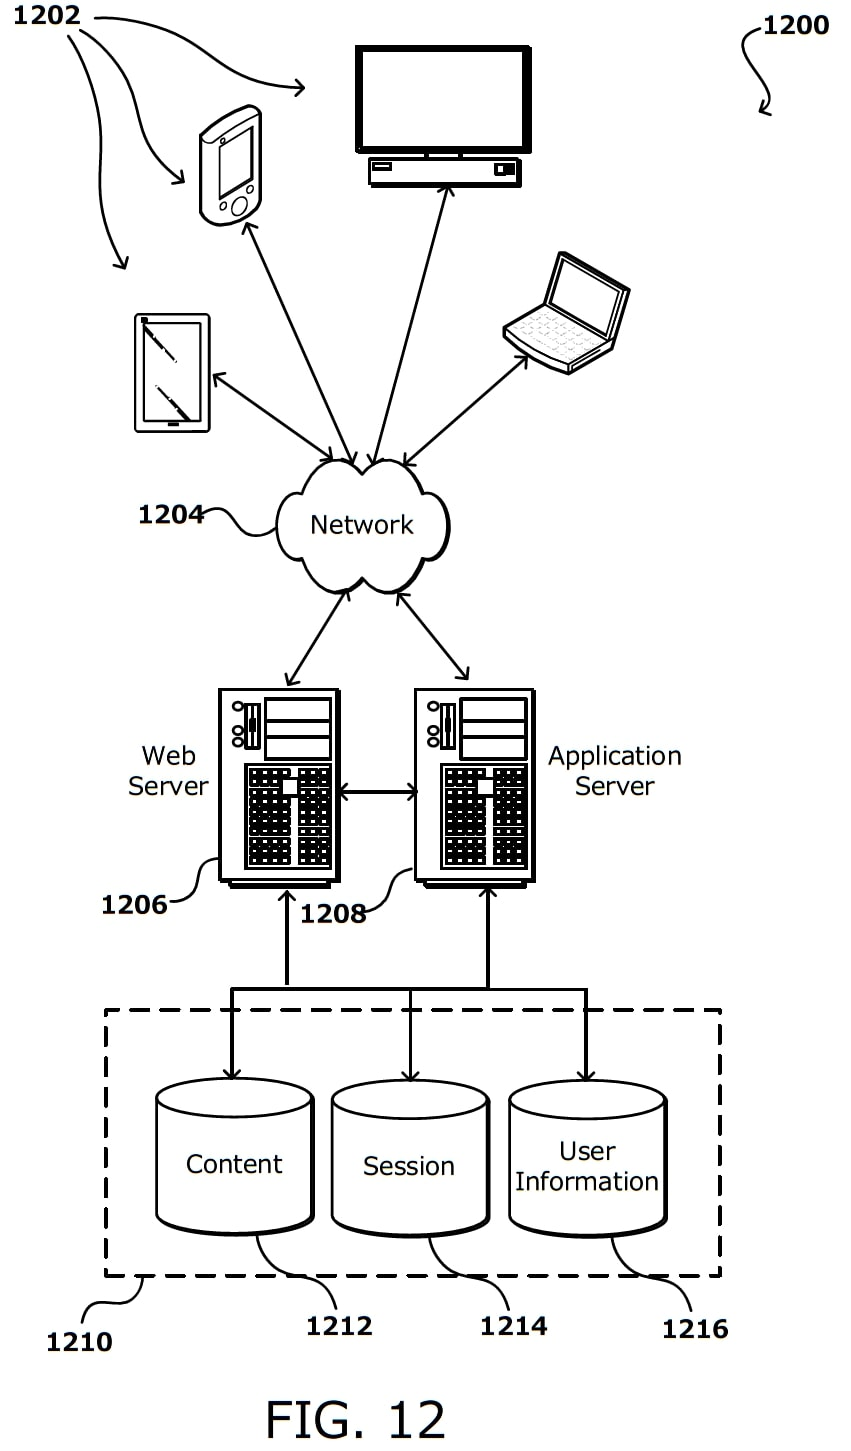 1202
1200
1204
Network
Web
Server
Application
Server
1206
1208
Content
Session
User
Information
1210
1212
1214
1216
FIG. 12